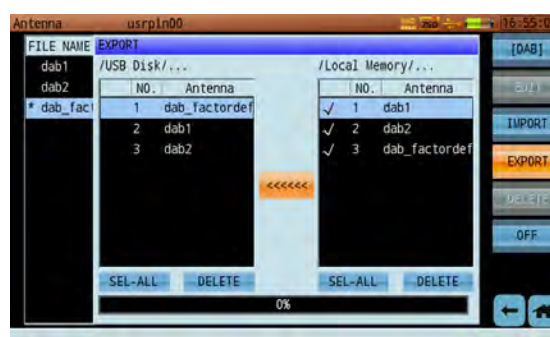 Antenna usrpln00 16:55:0
FILE NAME EXPORT [DAB]
dab1 /USB Disk/... /Local Memory/...
dab2 NO. Antenna NO. Antenna
* dab_fact 1 dab_factordef ✓ 1 dab1
2 dab1 ✓ 2 dab2 IMPORT
3 dab2 ✓ 3 dab_factordef
EXPORT
<<<<<<
OFF
SEL-ALL DELETE SEL-ALL DELETE
0%